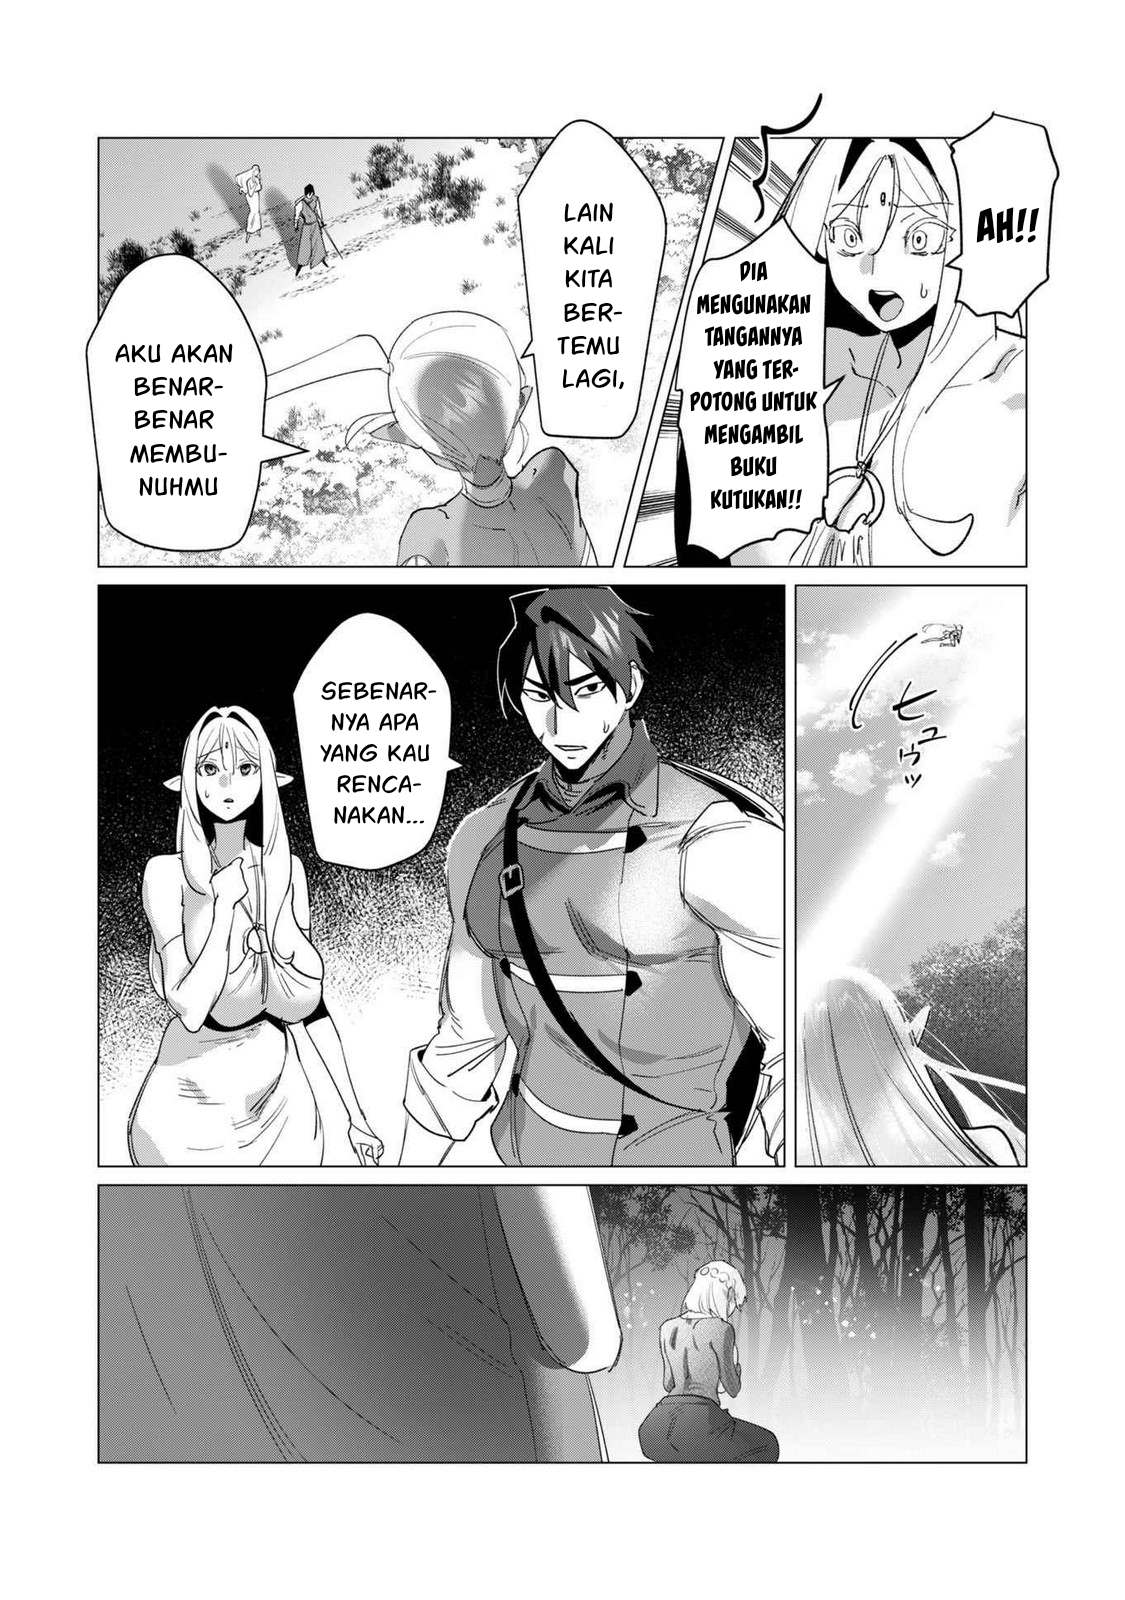 AH!!
DIA
MENGUNAKAN
TANGANNYA
YANG TER-
POTONG UNTUK
MENGAMBIL
BUKU
KUTUKAN!!
LAIN
KALI
KITA
BER-
TEMU
LAGI,
AKU AKAN
BENAR-
BENAR
MEMBU-
NUHMU
ヒュウッ
SEBENAR-
NYA APA
YANG KAU
RENCA-
NAKAN...